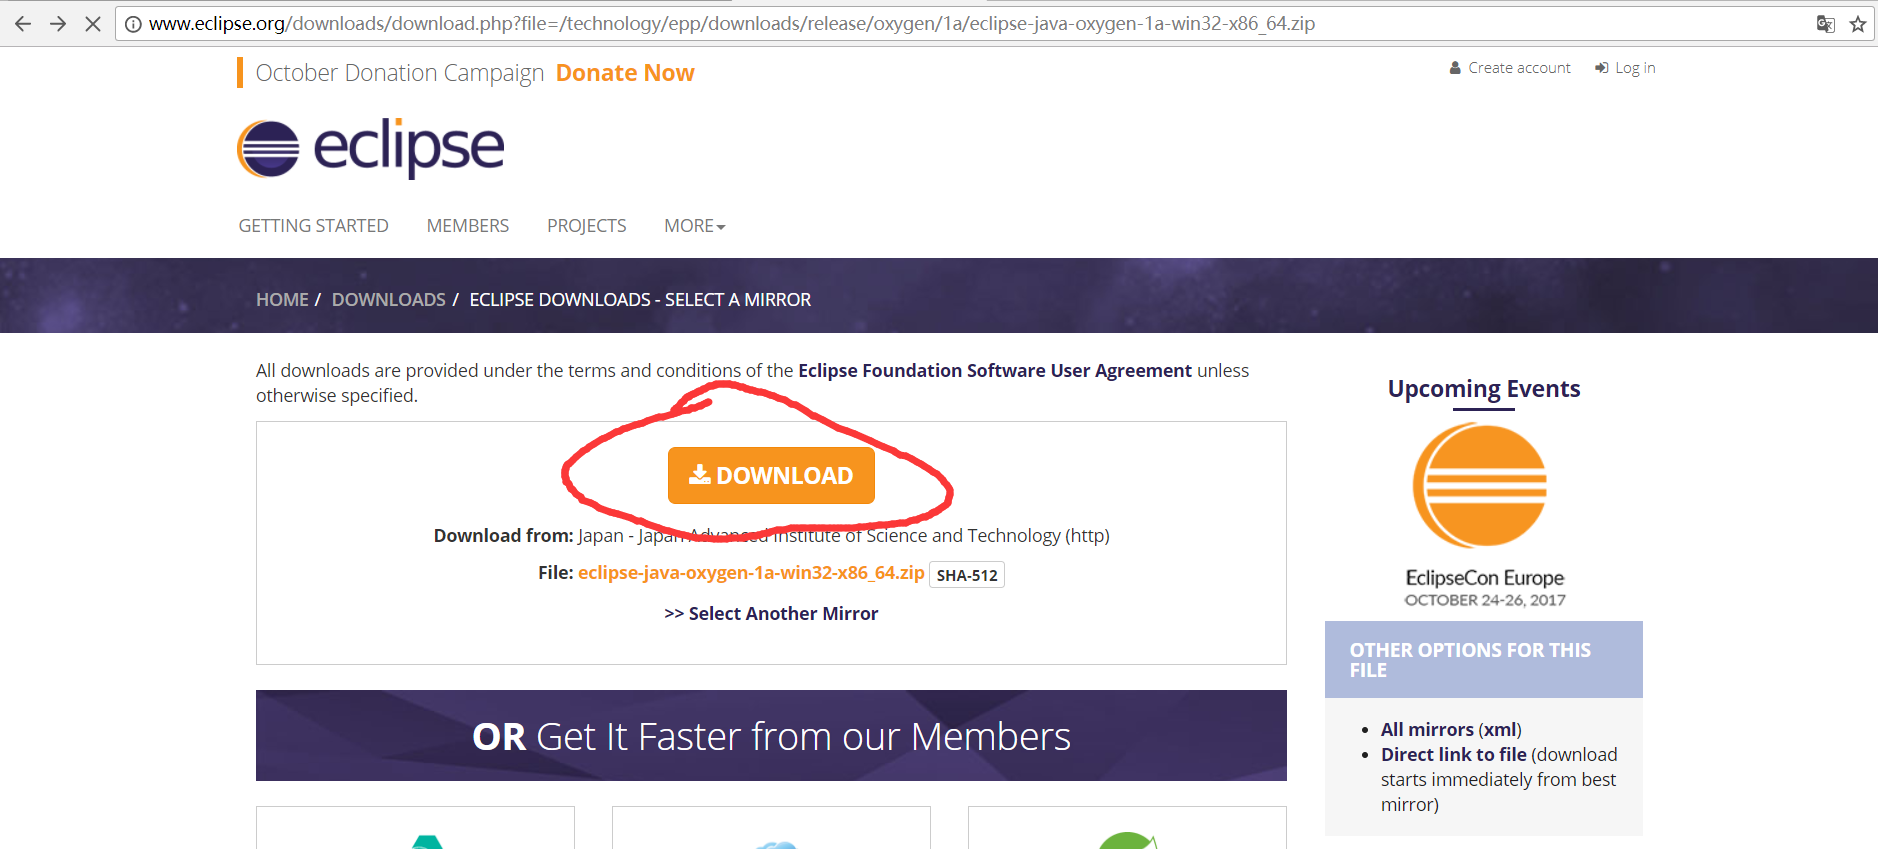 www.eclipse.org/downloads/download.php?file=/technology/epp/downloads/release/oxygen/1a/eclipse-java-oxygen-1a-win32-x86_64.zip
October Donation Campaign Donate Now
Create account Log in
eclipse
GETTING STARTED MEMBERS PROJECTS MORE
HOME / DOWNLOADS / ECLIPSE DOWNLOADS - SELECT A MIRROR
All downloads are provided under the terms and conditions of the Eclipse Foundation Software User Agreement unless
otherwise specified.
DOWNLOAD
Download from: Japan - Japan Advanced Institute of Science and Technology (http)
File: eclipse-java-oxygen-1a-win32-x86_64.zip SHA-512
>> Select Another Mirror
OR Get It Faster from our Members
Upcoming Events
EclipseCon Europe
OCTOBER 24-26, 2017
OTHER OPTIONS FOR THIS
FILE
All mirrors (xml)
Direct link to file (download
starts immediately from best
mirror)